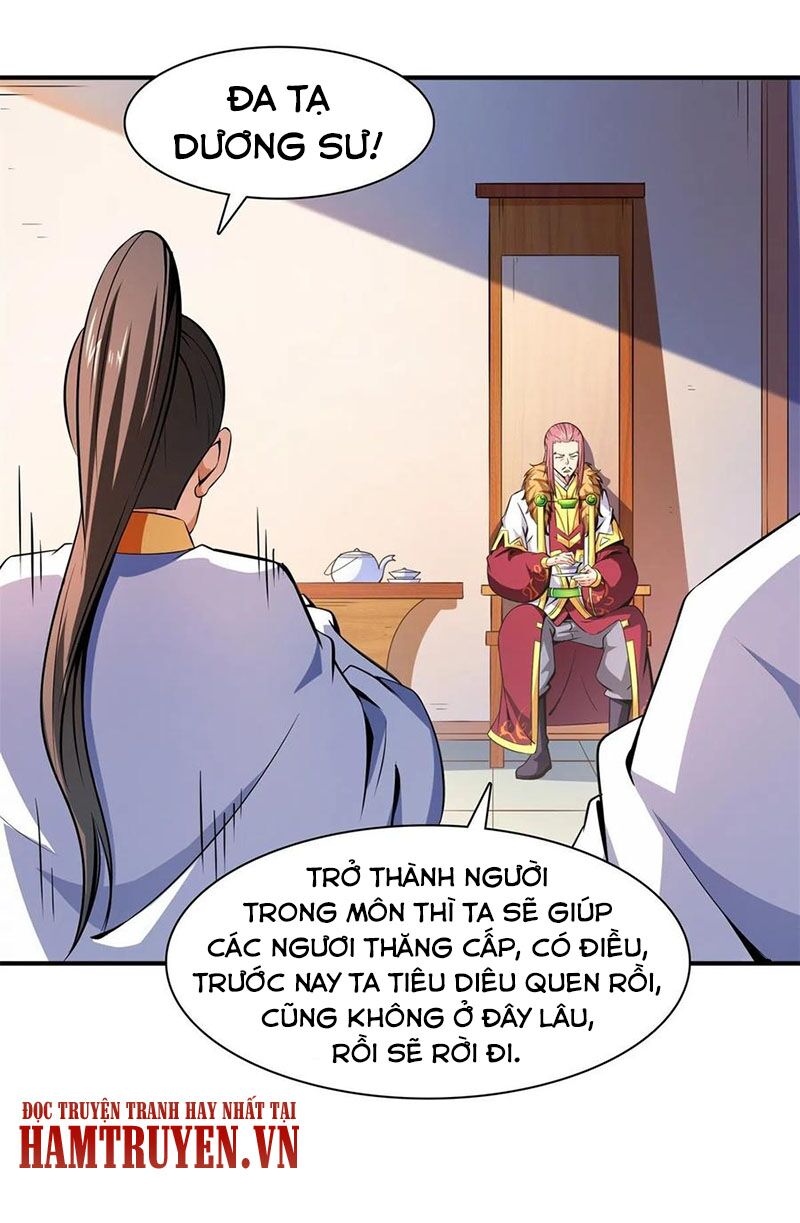 ĐA TẠ
DƯƠNG SƯ!
TRỞ THÀNH NGƯỜI
TRONG MÔN THÌ TA SẼ GIÚP
CÁC NGƯƠI THĂNG CẤP, CÓ ĐIỀU,
TRƯỚC NAY TA TIÊU DIÊU QUEN RỒI,
CŨNG KHÔNG Ở ĐÂY LÂU,
RỒI SẼ RỜI ĐI.
ĐỌC TRUYỆN TRANH HAY NHẤT TẠI
HAMTRUYEN.VN